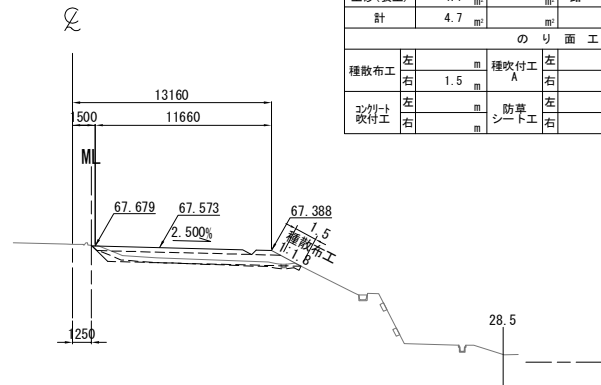 計 4.7 m² m²
のり面工
種散布工 左 m 種吹付工A 左
右 1.5 m 右
コンクリート吹付工 左 m 防草シート工 左
右 m 右
13160
1500 11660
ML
67.679 67.573 67.388
2.500%
1.5
種散布工
1:1.8
28.5
1250